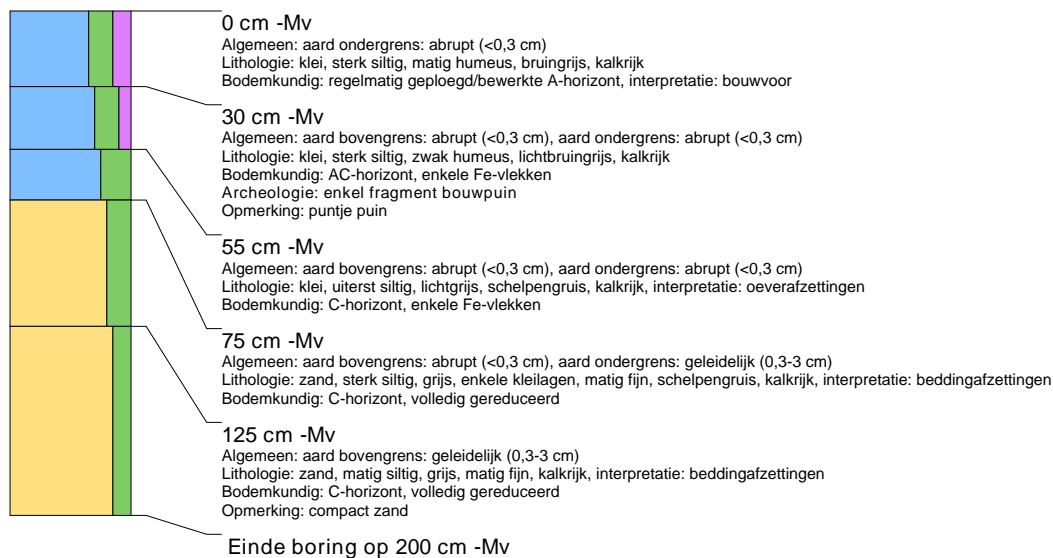 0 cm -Mv
Algemeen: aard ondergrens: abrupt (<0,3 cm)
Lithologie: klei, sterk siltig, matig humeus, bruingrijs, kalkrijk
Bodemkundig: regelmatig geploegd/bewerkte A-horizont, interpretatie: bouwvoor
30 cm -Mv
Algemeen: aard bovengrens: abrupt (<0,3 cm), aard ondergrens: abrupt (<0,3 cm)
Lithologie: klei, sterk siltig, zwak humeus, lichtbruingrijs, kalkrijk
Bodemkundig: AC-horizont, enkele Fe-vlekken
Archeologie: enkel fragment bouwpuin
Opmerking: puntje puin
55 cm -Mv
Algemeen: aard bovengrens: abrupt (<0,3 cm), aard ondergrens: abrupt (<0,3 cm)
Lithologie: klei, uiterst siltig, lichtgrijs, schelpengruis, kalkrijk, interpretatie: oeverafzettingen
Bodemkundig: C-horizont, enkele Fe-vlekken
75 cm -Mv
Algemeen: aard bovengrens: abrupt (<0,3 cm), aard ondergrens: geleidelijk (0,3-3 cm)
Lithologie: zand, sterk siltig, grijs, enkele kleilagen, matig fijn, schelpengruis, kalkrijk, interpretatie: beddingafzettingen
Bodemkundig: C-horizont, volledig gereduceerd
125 cm -Mv
Algemeen: aard bovengrens: geleidelijk (0,3-3 cm)
Lithologie: zand, matig siltig, grijs, matig fijn, kalkrijk, interpretatie: beddingafzettingen
Bodemkundig: C-horizont, volledig gereduceerd
Opmerking: compact zand
Einde boring op 200 cm -Mv